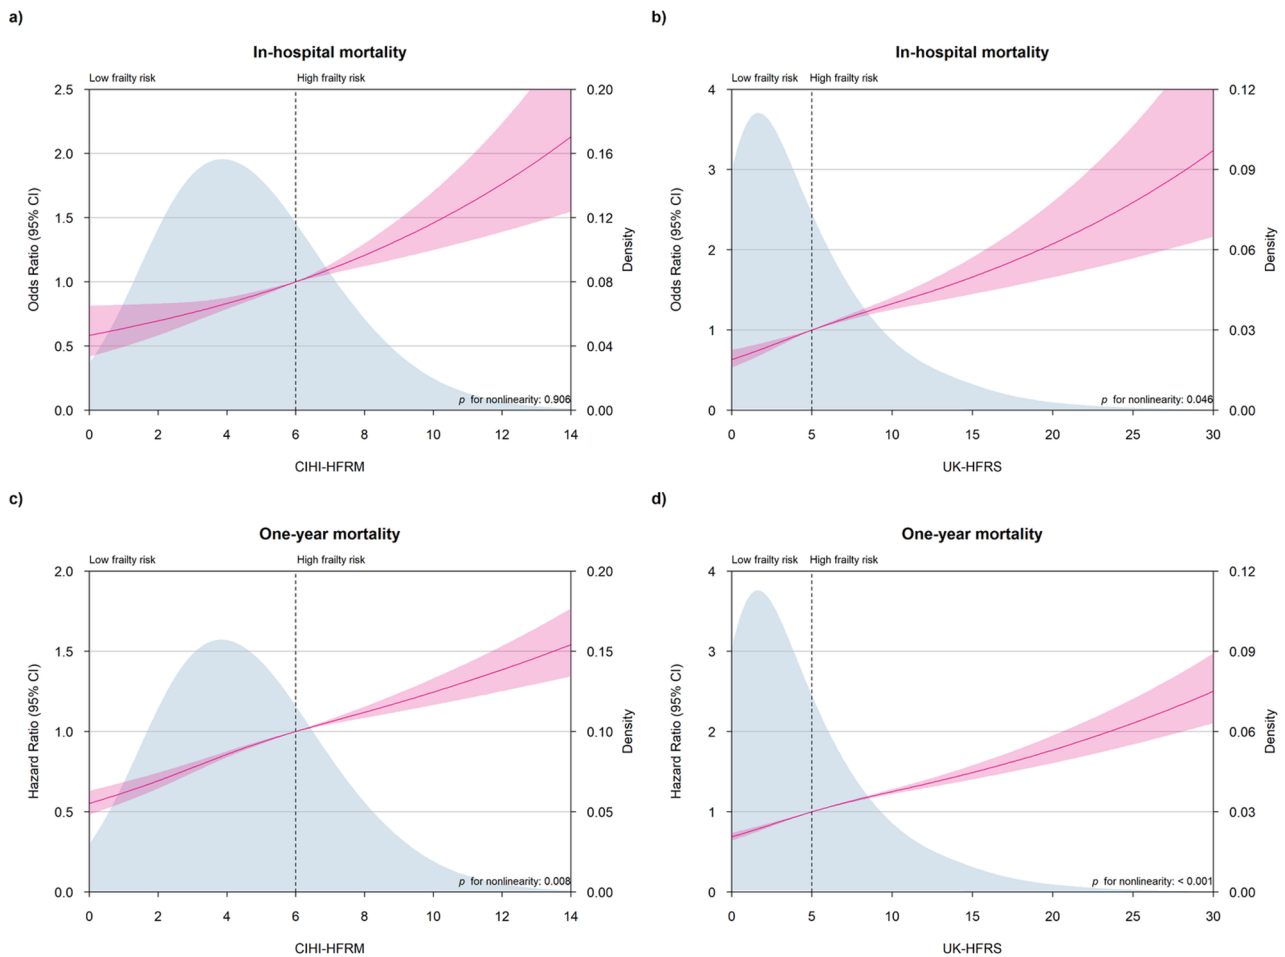 a)
In-hospital mortality
Low frailty risk High frailty risk
2.5
2.0
1.5
1.0
0.5
0.0
Odds Ratio (95% CI)
0.20
0.16
0.12
0.08
0.04
0.00
Density
p for nonlinearity: 0.906
0 2 4 6 8 10 12 14
CIHI-HFRM
b)
In-hospital mortality
Low frailty risk High frailty risk
4
3
2
1
0
Odds Ratio (95% CI)
0.12
0.09
0.06
0.03
0.00
Density
p for nonlinearity: 0.046
0 5 10 15 20 25 30
UK-HFRS
c)
One-year mortality
Low frailty risk High frailty risk
2.0
1.5
1.0
0.5
0.0
Hazard Ratio (95% CI)
0.20
0.15
0.10
0.05
0.00
Density
p for nonlinearity: 0.008
0 2 4 6 8 10 12 14
CIHI-HFRM
d)
One-year mortality
Low frailty risk High frailty risk
4
3
2
1
0
Hazard Ratio (95% CI)
0.12
0.09
0.06
0.03
0.00
Density
p for nonlinearity: < 0.001
0 5 10 15 20 25 30
UK-HFRS